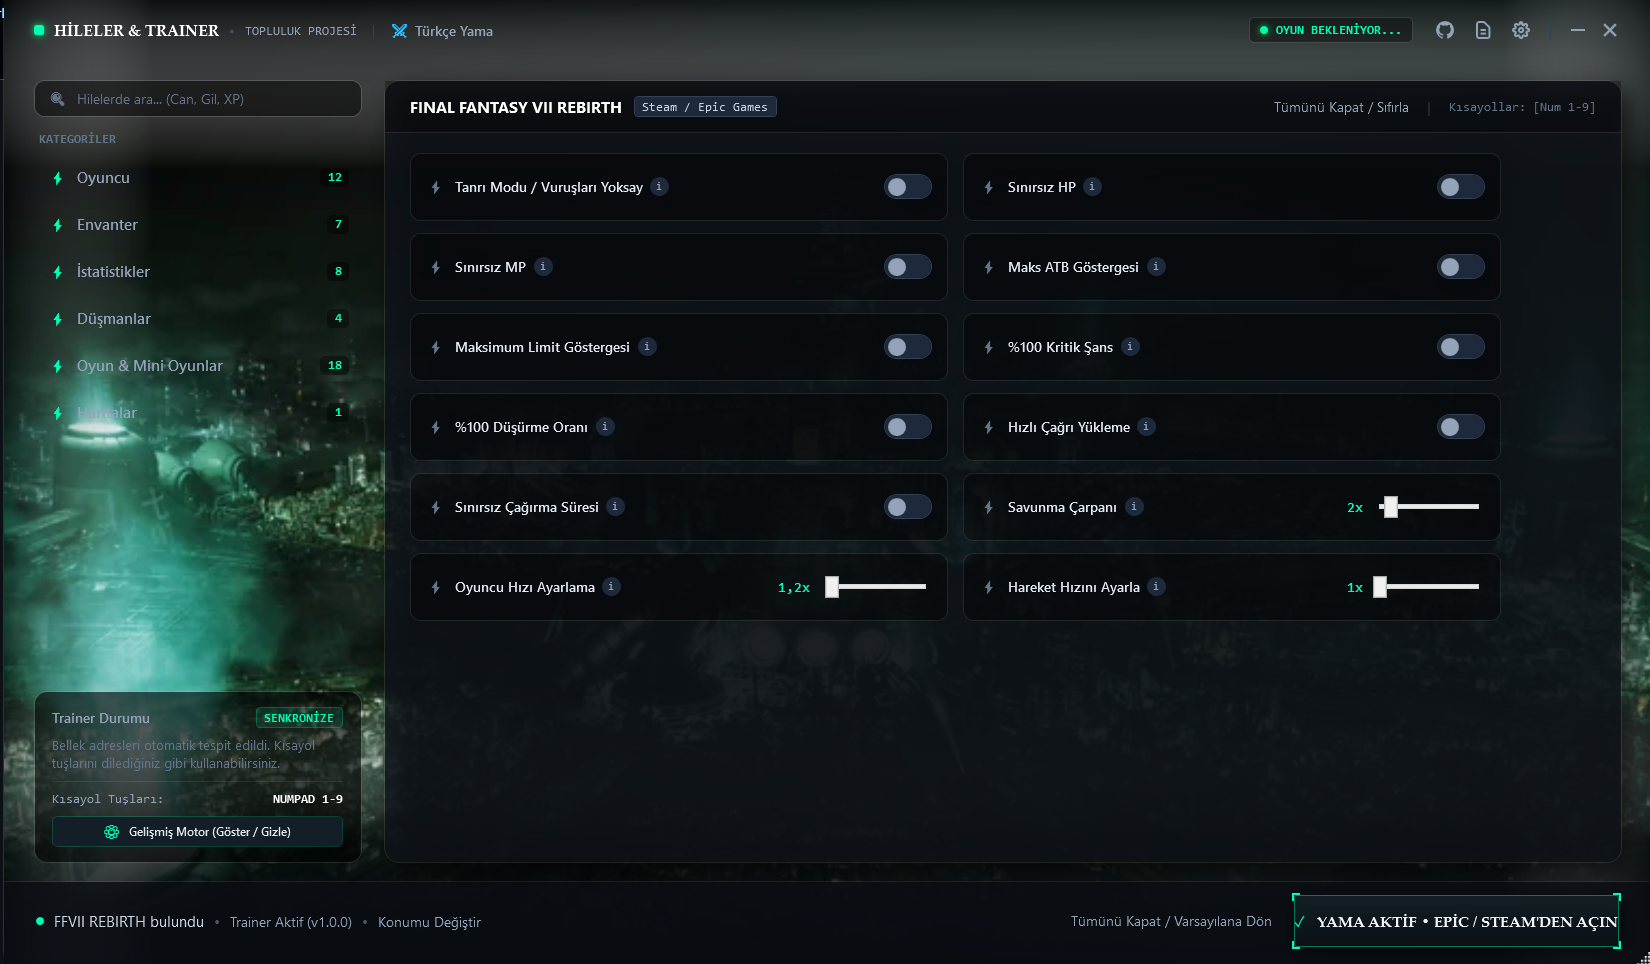 HİLELER & TRAINER • TOPLULUK PROJESİ Türkçe Yama OYUN BEKLENİYOR...
Hilelerde ara... (Can, Gil, XP)
KATEGORİLER
Oyuncu 12
Envanter 7
İstatistikler 8
Düşmanlar 4
Oyun & Mini Oyunlar 18
1
Trainer Durumu SENKRONİZE
Bellek adresleri otomatik tespit edildi. Kısayol
tuşlarını dilediğiniz gibi kullanabilirsiniz.
Kısayol Tuşları: NUMPAD 1-9
Gelişmiş Motor (Göster / Gizle)
FINAL FANTASY VII REBIRTH Steam / Epic Games Tümünü Kapat / Sıfırla | Kısayollar: [Num 1-9]
Tanrı Modu / Vuruşları Yoksay i
Sınırsız HP i
Sınırsız MP i
Maks ATB Göstergesi i
Maksimum Limit Göstergesi i
%100 Kritik Şans i
%100 Düşürme Oranı i
Hızlı Çağrı Yükleme i
Sınırsız Çağırma Süresi i
Savunma Çarpanı i 2x
Oyuncu Hızı Ayarlama i 1,2x
Hareket Hızını Ayarla i 1x
FFVII REBIRTH bulundu • Trainer Aktif (v1.0.0) • Konumu Değiştir
Tümünü Kapat / Varsayılana Dön
✓ YAMA AKTİF • EPİC / STEAM'DEN AÇIN